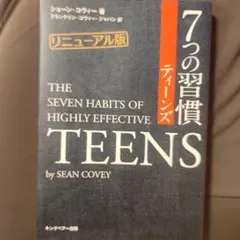 ショーン・コヴィー 著
フランクリン・コヴィー・ジャパン 訳
リニューアル版
7つの習慣
ティーンズ
THE
SEVEN HABITS OF
HIGHLY EFFECTIVE
TEENS
by SEAN COVEY
キングベアー出版